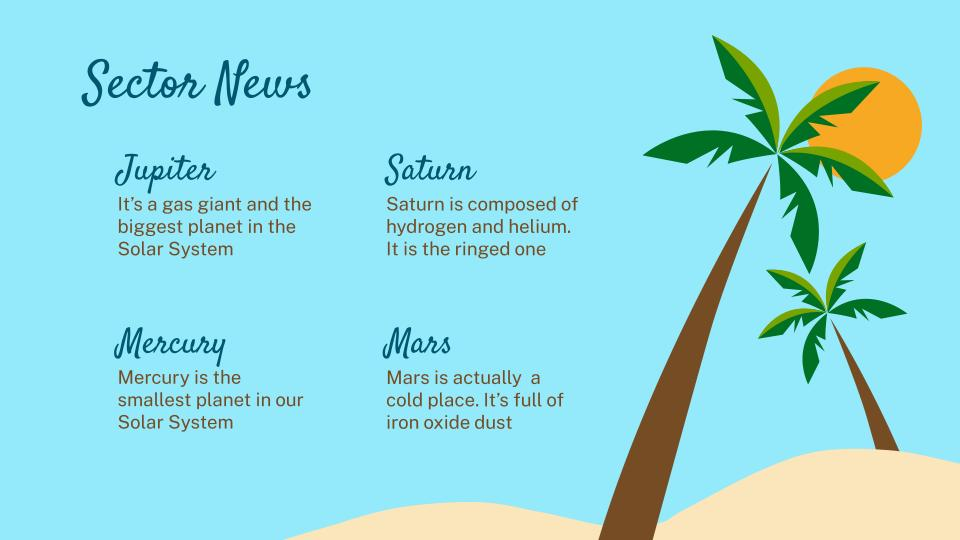 Sector News
Jupiter
It’s a gas giant and the
biggest planet in the
Solar System
Saturn
Saturn is composed of
hydrogen and helium.
It is the ringed one
Mercury
Mercury is the
smallest planet in our
Solar System
Mars
Mars is actually  a
cold place. It’s full of
iron oxide dust